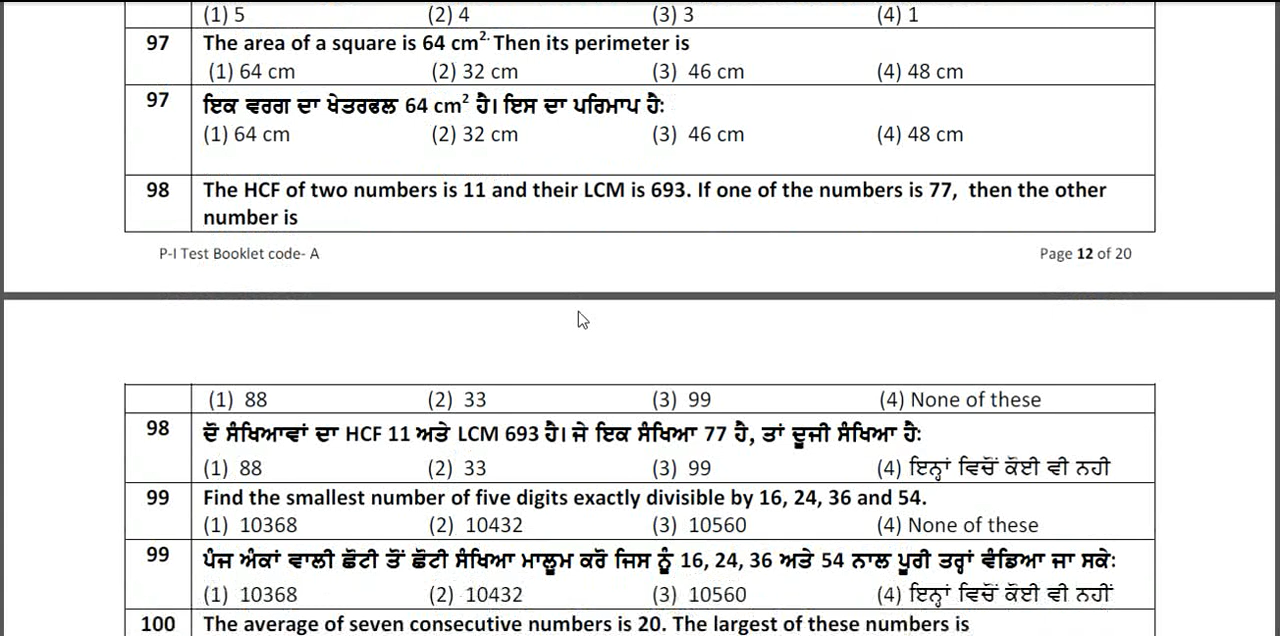 (1) 5 (2) 4 (3) 3 (4) 1
97 The area of a square is 64 cm². Then its perimeter is
(1) 64 cm (2) 32 cm (3) 46 cm (4) 48 cm
97 ਇਕ ਵਰਗ ਦਾ ਖੇਤਰਫਲ 64 cm² ਹੈ। ਇਸ ਦਾ ਪਰਿਮਾਪ ਹੈ:
(1) 64 cm (2) 32 cm (3) 46 cm (4) 48 cm
98 The HCF of two numbers is 11 and their LCM is 693. If one of the numbers is 77, then the other
number is
P-I Test Booklet code- A Page 12 of 20
(1) 88 (2) 33 (3) 99 (4) None of these
98 ਦੋ ਸੰਖਿਆਵਾਂ ਦਾ HCF 11 ਅਤੇ LCM 693 ਹੈ। ਜੇ ਇਕ ਸੰਖਿਆ 77 ਹੈ, ਤਾਂ ਦੂਜੀ ਸੰਖਿਆ ਹੈ:
(1) 88 (2) 33 (3) 99 (4) ਇਨ੍ਹਾਂ ਵਿਚੋਂ ਕੋਈ ਵੀ ਨਹੀ
99 Find the smallest number of five digits exactly divisible by 16, 24, 36 and 54.
(1) 10368 (2) 10432 (3) 10560 (4) None of these
99 ਪੰਜ ਅੰਕਾਂ ਵਾਲੀ ਛੋਟੀ ਤੋਂ ਛੋਟੀ ਸੰਖਿਆ ਮਾਲੂਮ ਕਰੋ ਜਿਸ ਨੂੰ 16, 24, 36 ਅਤੇ 54 ਨਾਲ ਪੂਰੀ ਤਰ੍ਹਾਂ ਵੰਡਿਆ ਜਾ ਸਕੇ:
(1) 10368 (2) 10432 (3) 10560 (4) ਇਨ੍ਹਾਂ ਵਿਚੋਂ ਕੋਈ ਵੀ ਨਹੀਂ
100 The average of seven consecutive numbers is 20. The largest of these numbers is